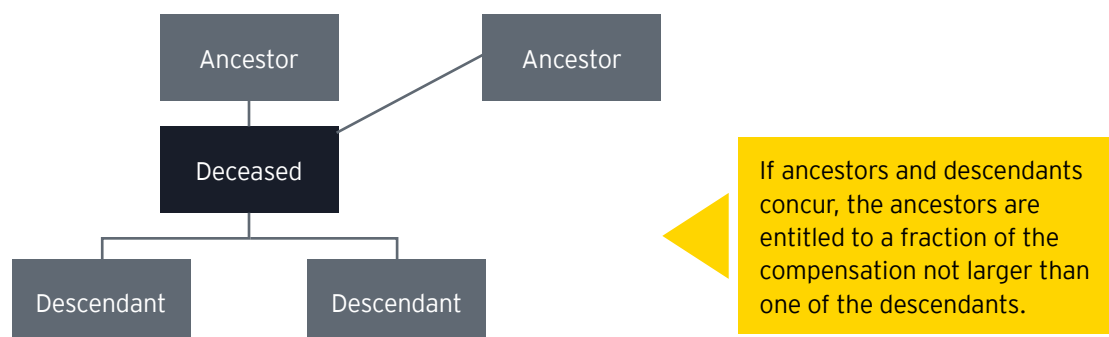 Ancestor
Ancestor
Deceased
Descendant
Descendant
If ancestors and descendants
concur, the ancestors are
entitled to a fraction of the
compensation not larger than
one of the descendants.